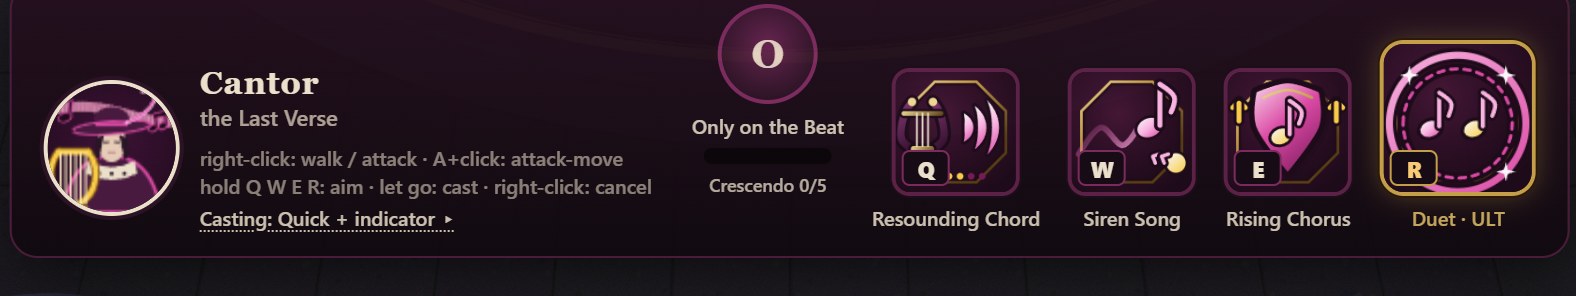 Cantor
the Last Verse
right-click: walk / attack · A+click: attack-move
hold Q W E R: aim · let go: cast · right-click: cancel
Casting: Quick + indicator ▸
O
Only on the Beat
Crescendo 0/5
Q
Resounding Chord
W
Siren Song
E
Rising Chorus
R
Duet · ULT